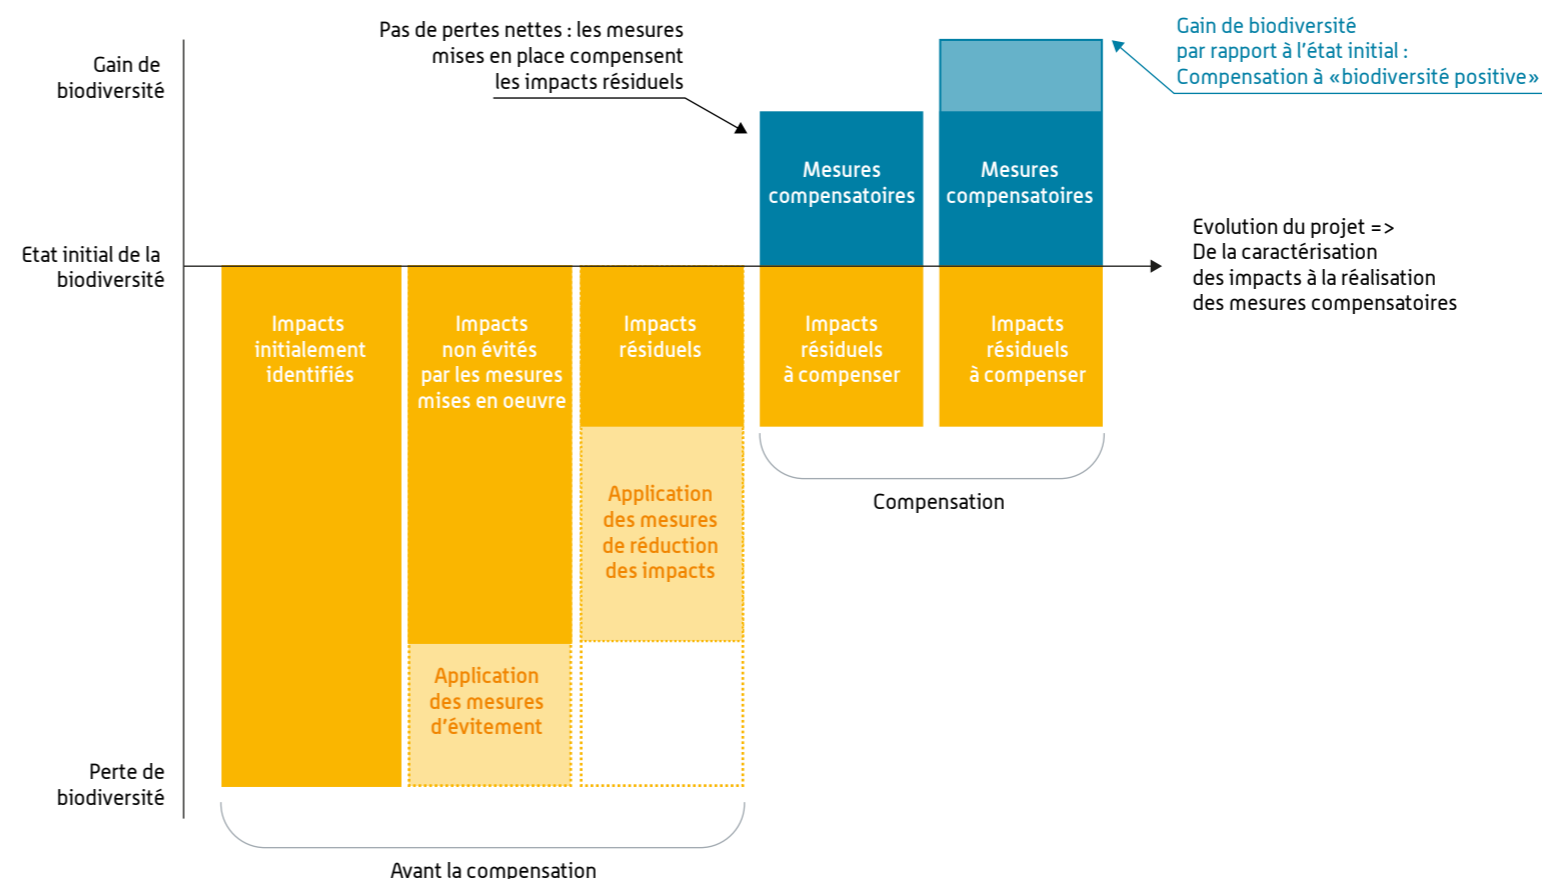 Pas de pertes nettes : les mesures
mises en place compensent
les impacts résiduels
Gain de biodiversité
par rapport à l'état initial :
Compensation à «biodiversité positive»
Gain de
biodiversité
Mesures
compensatoires
Mesures
compensatoires
Etat initial de la
biodiversité
Evolution du projet =>
De la caractérisation
des impacts à la réalisation
des mesures compensatoires
Impacts
initialement
identifiés
Impacts
non évités
par les mesures
mises en oeuvre
Impacts
résiduels
Impacts
résiduels
à compenser
Impacts
résiduels
à compenser
Application
des mesures
de réduction
des impacts
Compensation
Application
des mesures
d'évitement
Perte de
biodiversité
Avant la compensation